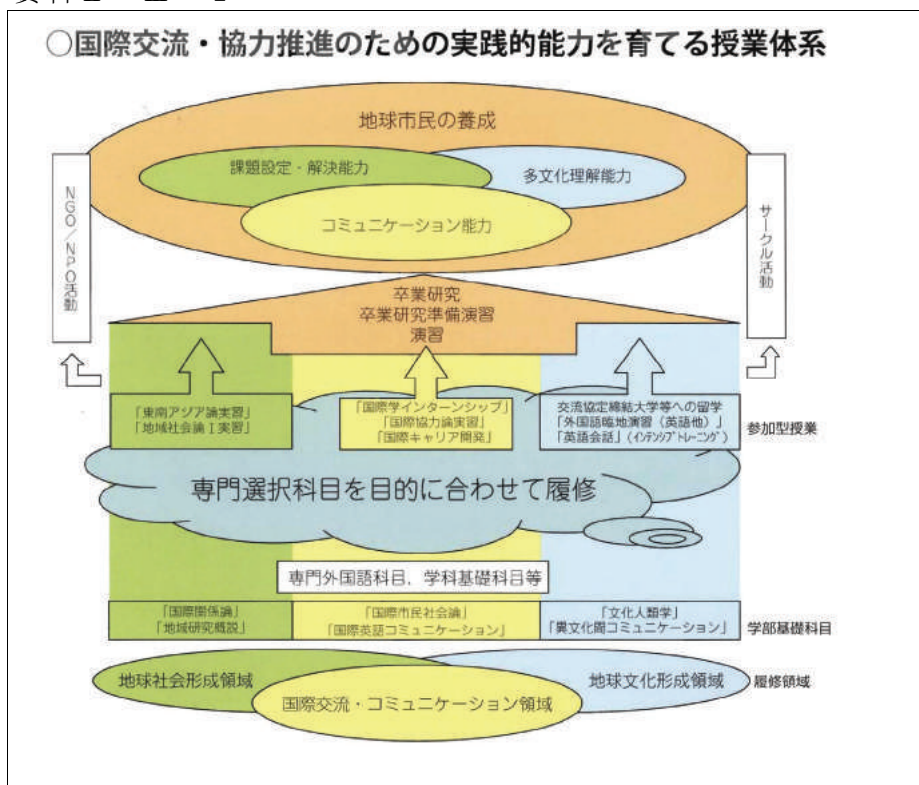 ○国際交流・協力推進のための実践的能力を育てる授業体系
地球市民の養成
課題設定・解決能力
多文化理解能力
コミュニケーション能力
NGO/NPO活動
サークル活動
卒業研究
卒業研究準備演習
演習
「東南アジア論実習」
「地域社会論Ⅰ実習」
「国際学インターンシップ」
「国際協力論実習」
「国際キャリア開発」
交流協定締結大学等への留学
「外国語臨地演習（英語他）」
「英語会話」（ｲﾝﾃﾝｼﾌﾞﾄﾚｰﾆﾝｸﾞ）
参加型授業
専門選択科目を目的に合わせて履修
専門外国語科目，学科基礎科目等
「国際関係論」
「地域研究概説」
「国際市民社会論」
「国際英語コミュニケーション」
「文化人類学」
「異文化間コミュニケーション」
学部基礎科目
地球社会形成領域
国際交流・コミュニケーション領域
地球文化形成領域
履修領域